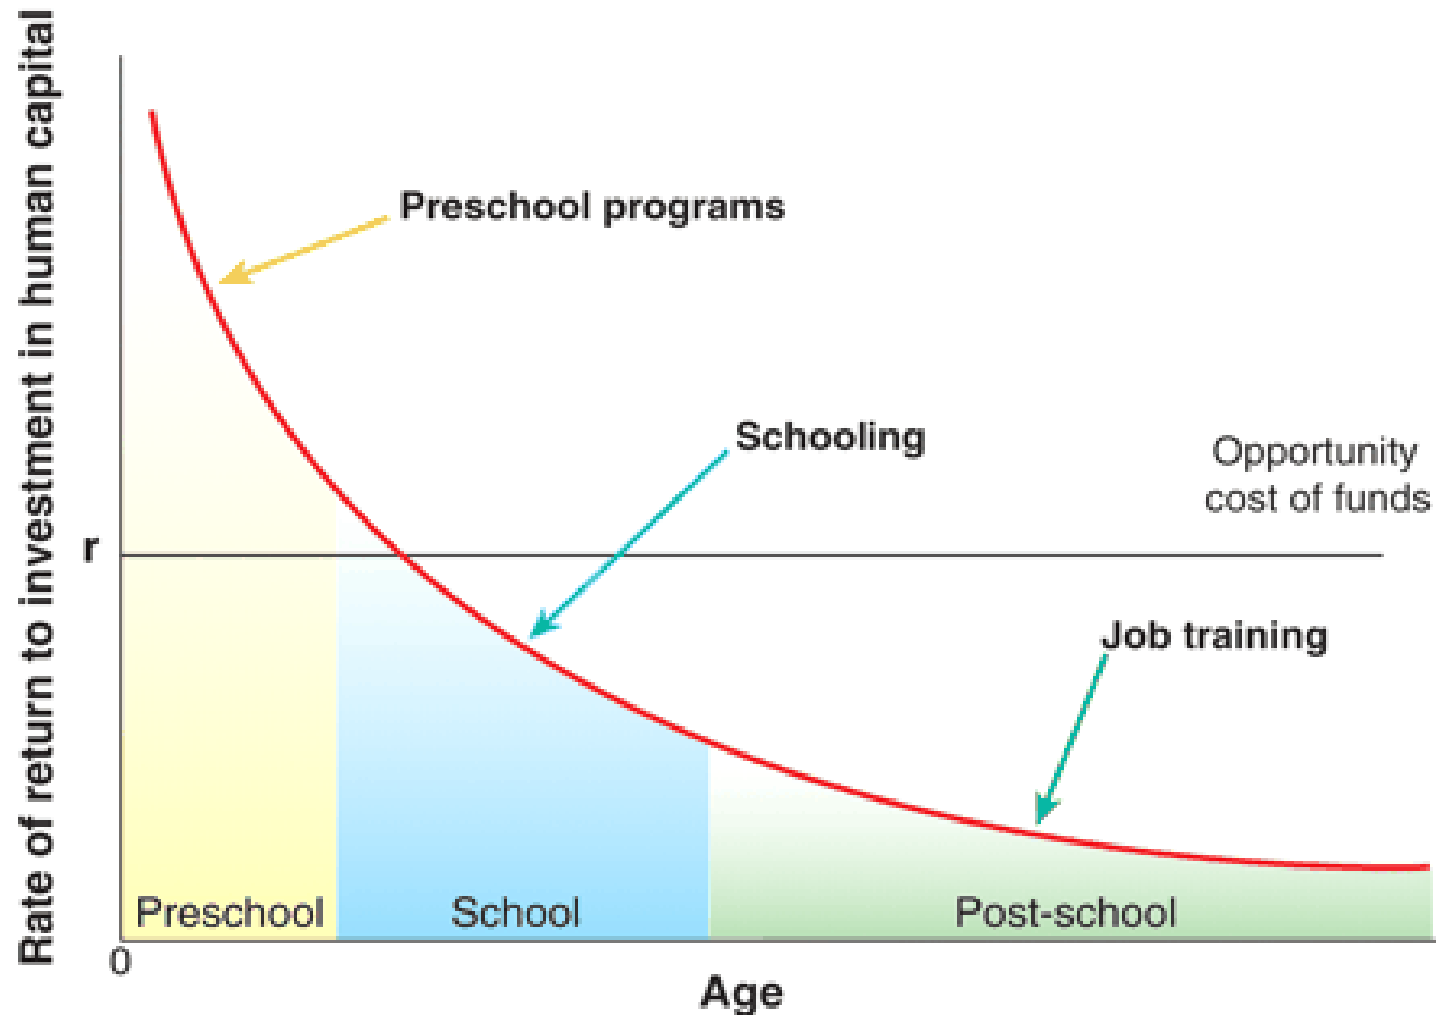 Rate of return to investment in human capital
Preschool programs
Schooling
Opportunity
cost of funds
r
Job training
Preschool
School
Post-school
0
Age